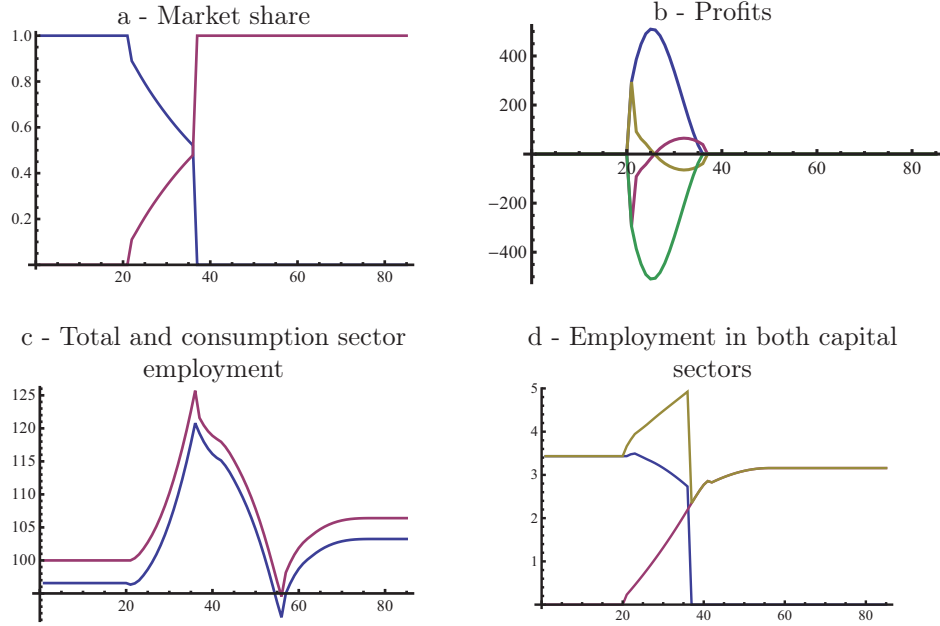 a - Market share
1.0
0.8
0.6
0.4
0.2
20 40 60 80
b - Profits
400
200
20 40 60 80
−200
−400
c - Total and consumption sector
employment
125
120
115
110
105
100
20 40 60 80
d - Employment in both capital
sectors
5
4
3
2
1
20 40 60 80